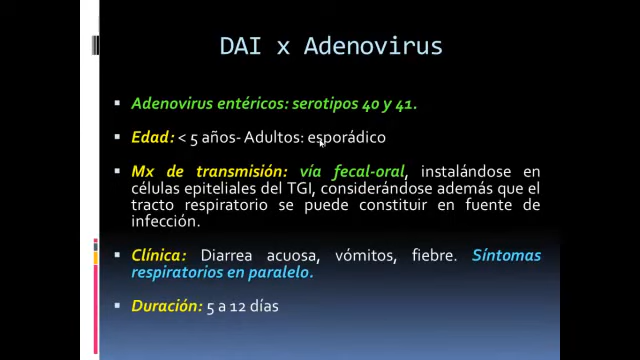 DAI x Adenovirus
Adenovirus entéricos: serotipos 40 y 41.
Edad: < 5 años- Adultos: esporádico
Mx de transmisión: vía fecal-oral, instalándose en
células epiteliales del TGI, considerándose además que el
tracto respiratorio se puede constituir en fuente de
infección.
Clínica: Diarrea acuosa, vómitos, fiebre. Síntomas
respiratorios en paralelo.
Duración: 5 a 12 días